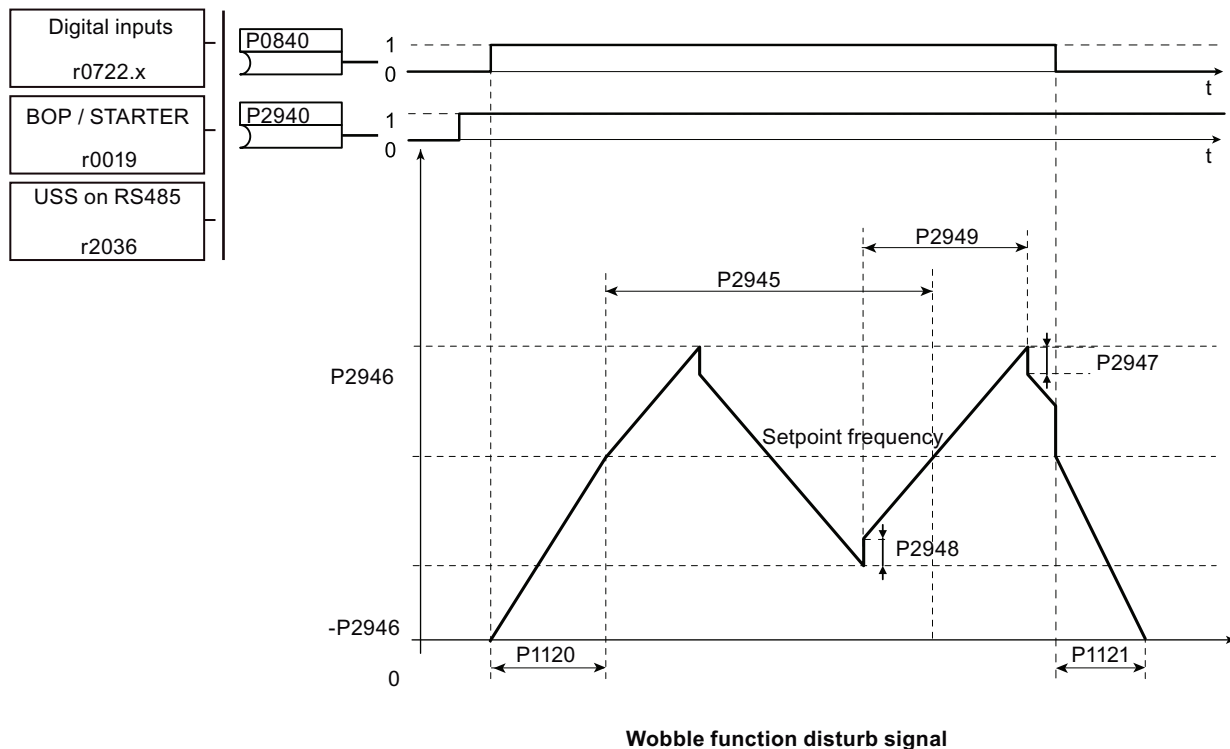 Digital inputs
r0722.x
BOP / STARTER
r0019
USS on RS485
r2036
P0840
1
0
t
P2940
1
0
t
P2949
P2945
P2946
P2947
Setpoint frequency
P2948
-P2946
P1120
P1121
0
Wobble function disturb signal